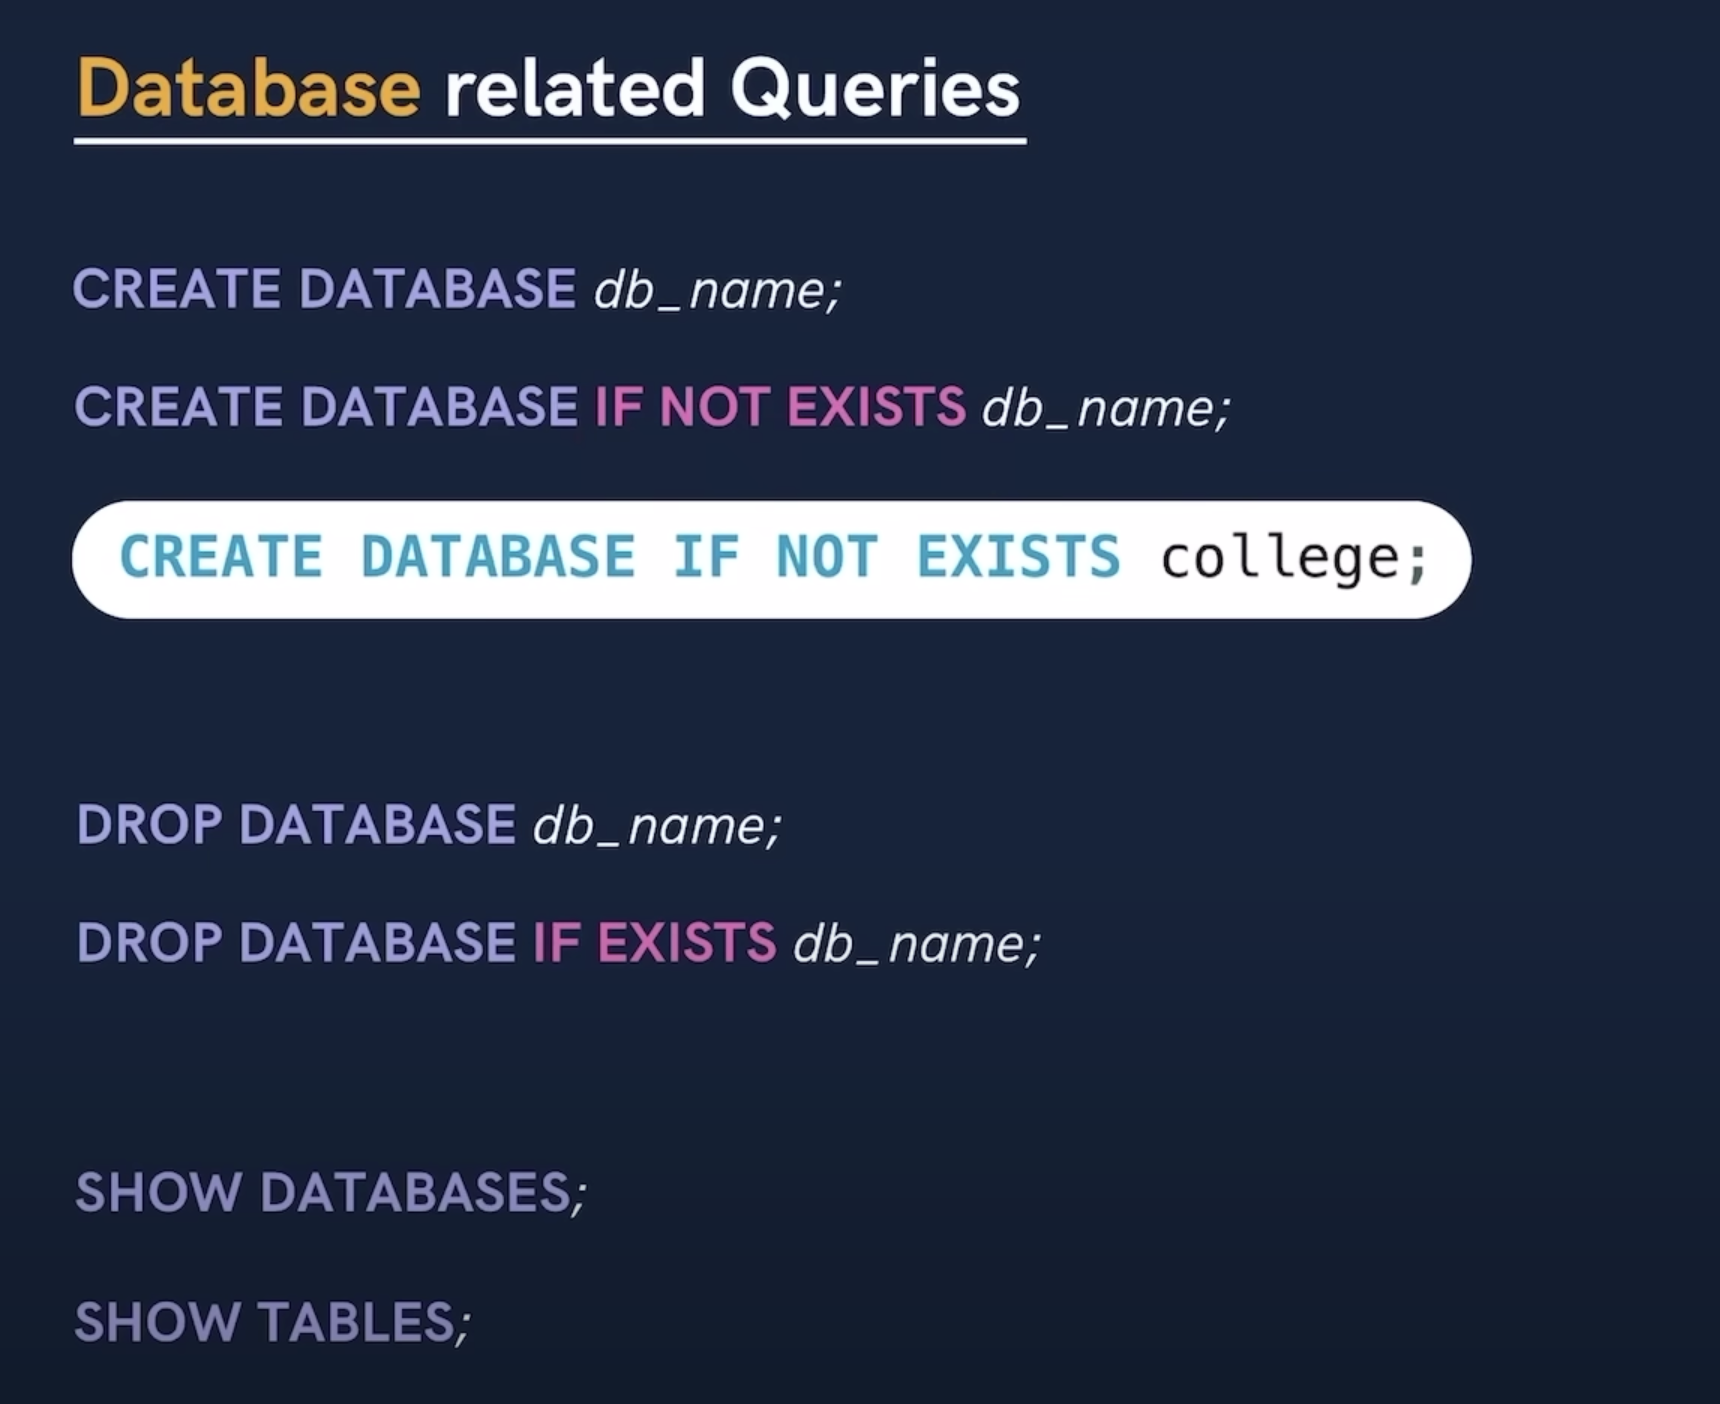 Database related Queries
CREATE DATABASE db_name;
CREATE DATABASE IF NOT EXISTS db_name;
CREATE DATABASE IF NOT EXISTS college;
DROP DATABASE db_name;
DROP DATABASE IF EXISTS db_name;
SHOW DATABASES;
SHOW TABLES;